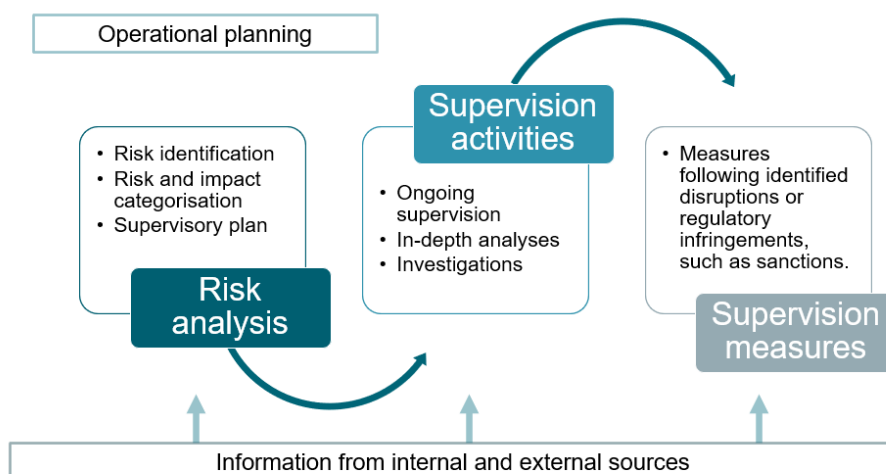 Operational planning
• Risk identification
• Risk and impact
categorisation
• Supervisory plan
Risk
analysis
Supervision
activities
• Ongoing
supervision
• In-depth analyses
• Investigations
• Measures
following identified
disruptions or
regulatory
infringements,
such as sanctions.
Supervision
measures
Information from internal and external sources